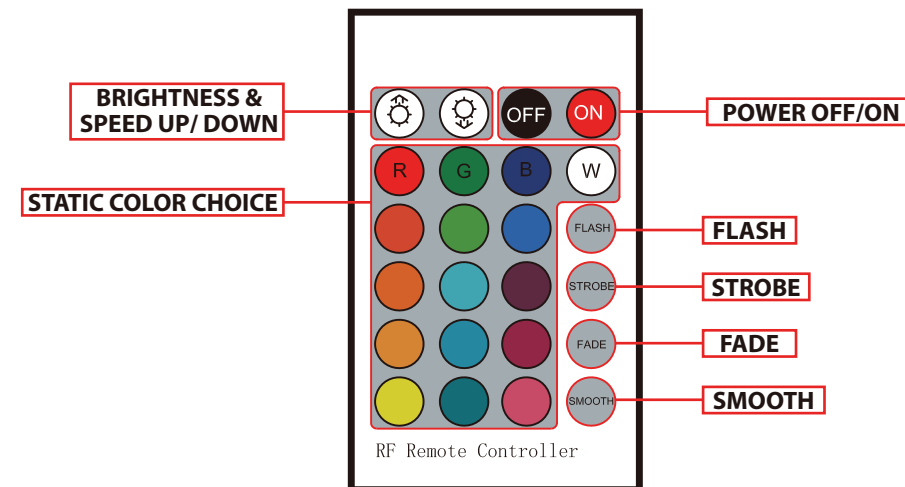 BRIGHTNESS &
SPEED UP/ DOWN
OFF
ON
POWER OFF/ON
R
G
B
W
STATIC COLOR CHOICE
FLASH
FLASH
STROBE
STROBE
FADE
FADE
SMOOTH
SMOOTH
RF Remote Controller